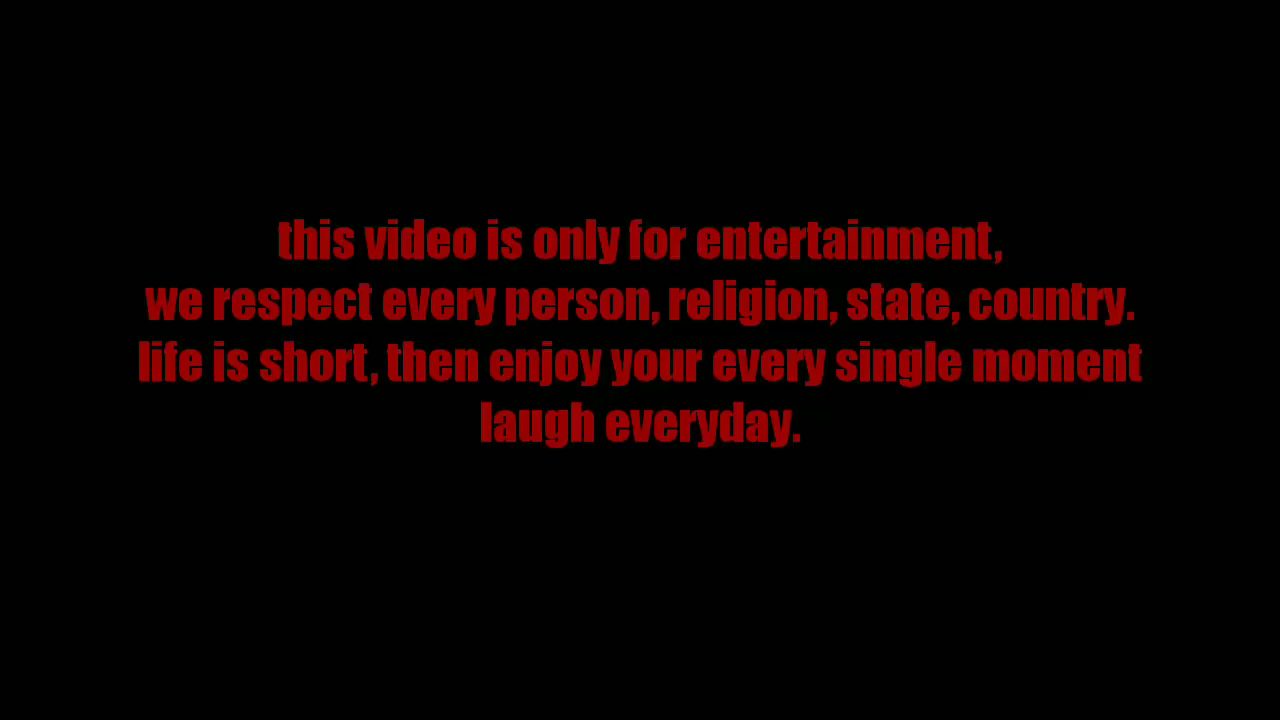 this video is only for entertainment,
we respect every person, religion, state, country.
life is short, then enjoy your every single moment
laugh everyday.